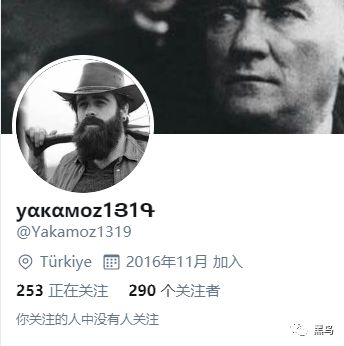 yαкαмoz1፵1Գ
@Yakamoz1319
Türkiye 2016年11月 加入
253 正在关注 290 个关注者
你关注的人中没有人关注
黑鸟